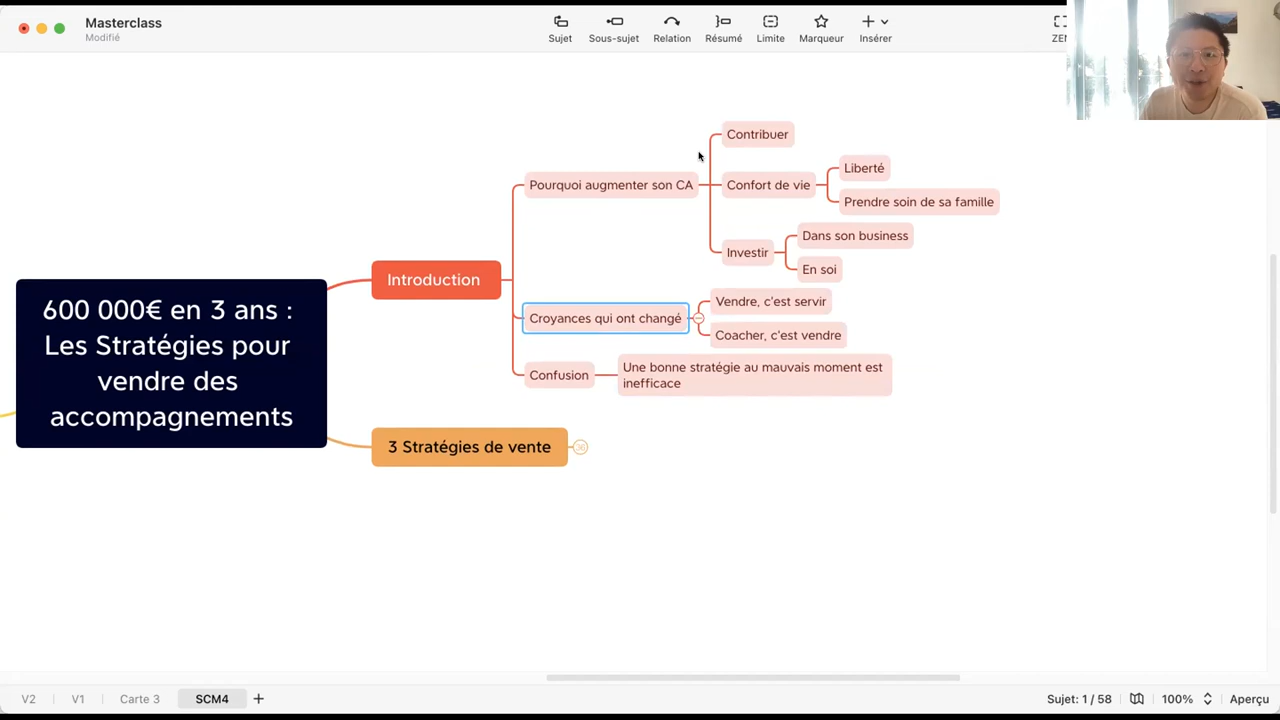 Masterclass
Modifié
Sujet
Sous-sujet
Relation
Résumé
Limite
Marqueur
Insérer
Contribuer
Pourquoi augmenter son CA
Confort de vie
Liberté
Prendre soin de sa famille
Investir
Dans son business
En soi
Introduction
Croyances qui ont changé
Vendre, c'est servir
Coacher, c'est vendre
Confusion
Une bonne stratégie au mauvais moment est
inefficace
600 000€ en 3 ans :
Les Stratégies pour
vendre des
accompagnements
3 Stratégies de vente
V2
V1
Carte 3
SCM4
Sujet: 1 / 58
100%
Aperçu